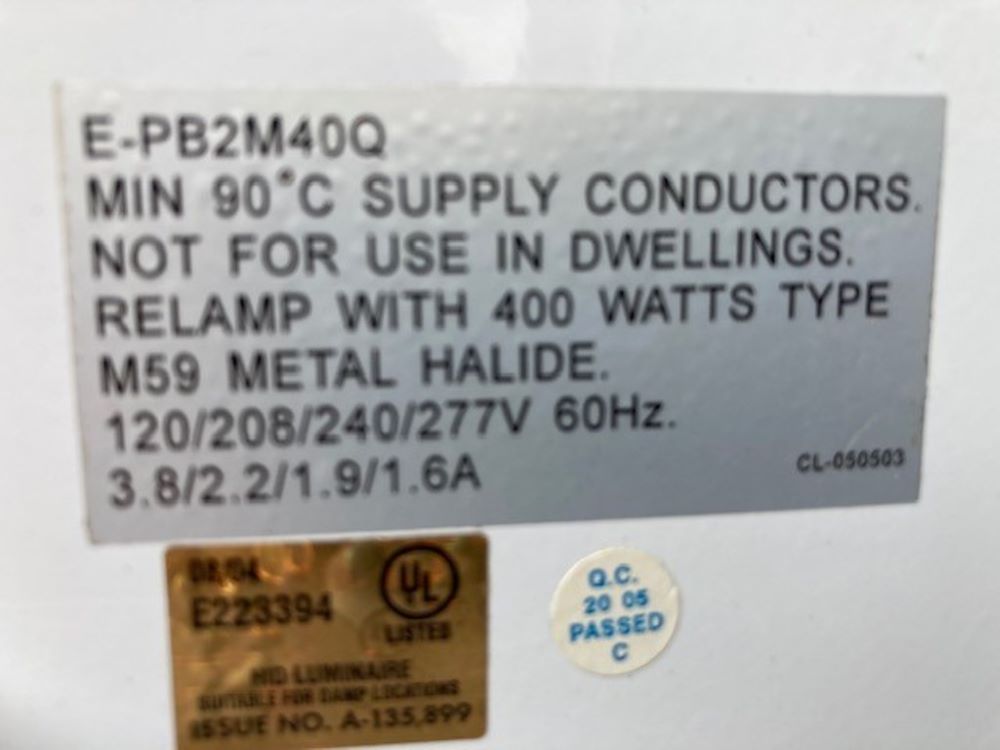 E-PB2M40Q
MIN 90°C SUPPLY CONDUCTORS.
NOT FOR USE IN DWELLINGS.
RELAMP WITH 400 WATTS TYPE
M59 METAL HALIDE.
120/208/240/277V 60Hz.
3.8/2.2/1.9/1.6A
CL-050503
E223394
UL
LISTED
HID LUMINAIRE
SUITABLE FOR DAMP LOCATIONS
ISSUE NO. A-135,899
Q.C.
20 05
PASSED
C